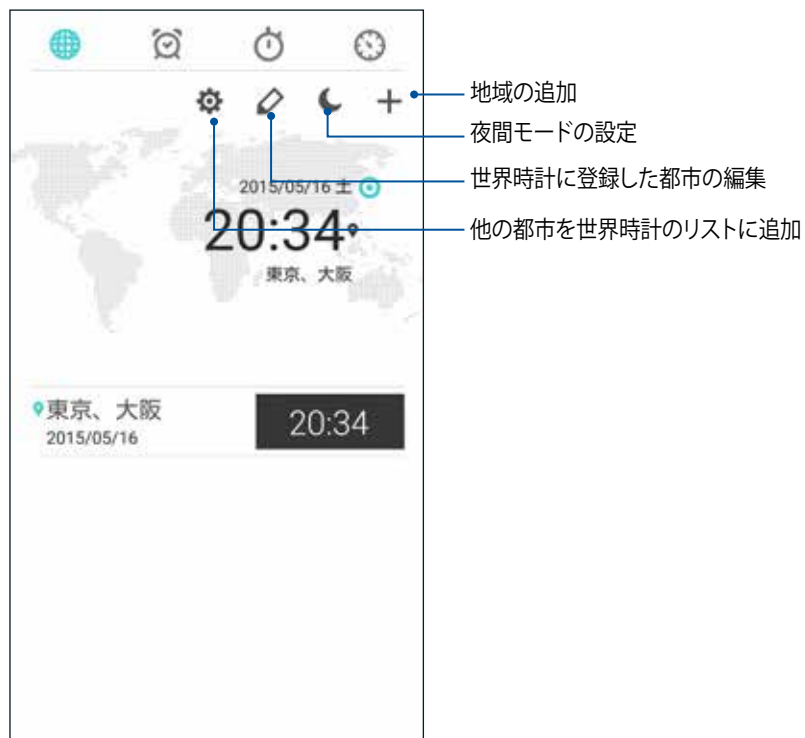 地域の追加
夜間モードの設定
世界時計に登録した都市の編集
2015/05/16 土
20:34
他の都市を世界時計のリストに追加
東京、大阪
東京、大阪
20:34
2015/05/16